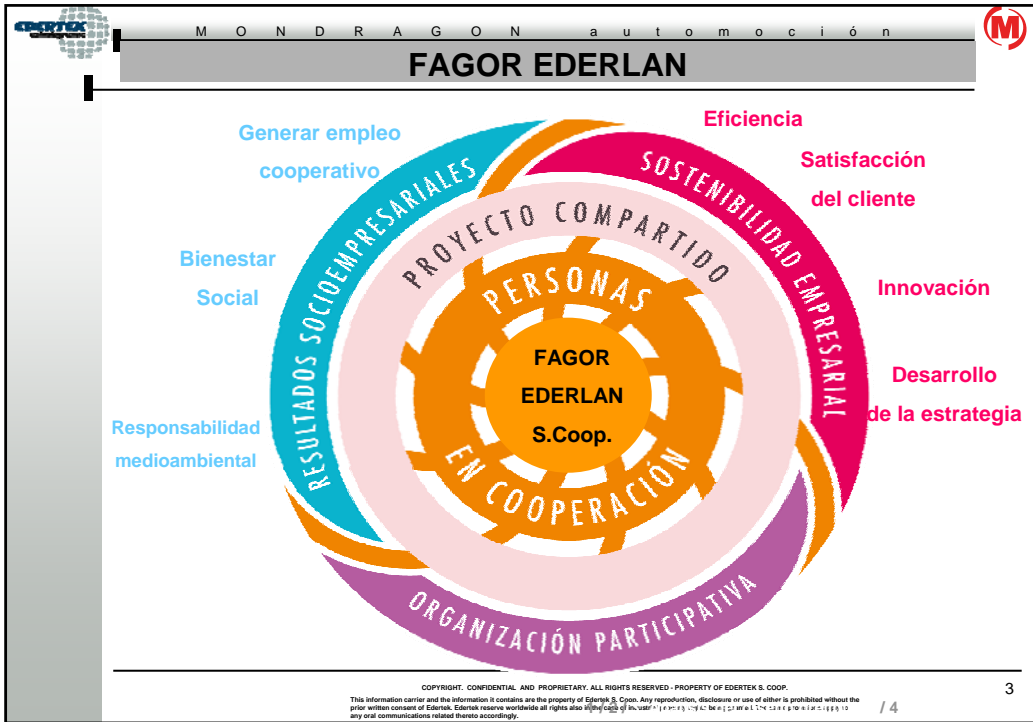 EDERTEK
MONDRAGON automoción
FAGOR EDERLAN
Generar empleo
cooperativo
Bienestar
Social
Responsabilidad
medioambiental
RESULTADOS SOCIOEMPRESARIALES
SOSTENIBILIDAD EMPRESARIAL
PROYECTO COMPARTIDO
PERSONAS
FAGOR
EDERLAN
S.Coop.
EN COOPERACIÓN
ORGANIZACIÓN PARTICIPATIVA
Eficiencia
Satisfacción
del cliente
Innovación
Desarrollo
de la estrategia
COPYRIGHT. CONFIDENTIAL AND PROPRIETARY. ALL RIGHTS RESERVED - PROPERTY OF EDERTEK S. COOP.
This information carrier and the information it contains are the property of Edertek S. Coop. Any reproduction, disclosure or use of either is prohibited without the
prior written consent of Edertek. Edertek reserve worldwide all rights also
any oral communications related thereto accordingly.
/ 4
3